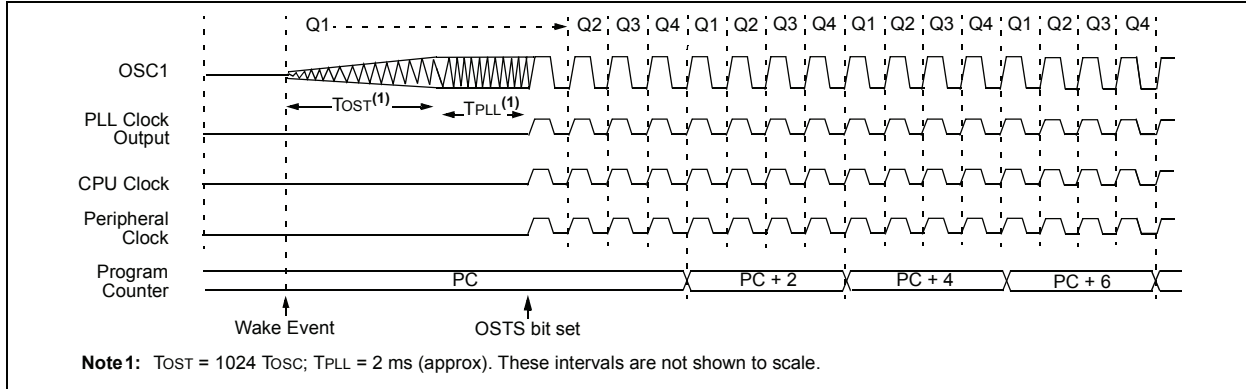 Q1 Q2 Q3 Q4 Q1 Q2 Q3 Q4 Q1 Q2 Q3 Q4 Q1 Q2 Q3 Q4
OSC1
TOST(1) TPLL(1)
PLL Clock
Output
CPU Clock
Peripheral
Clock
Program
Counter
PC PC + 2 PC + 4 PC + 6
Wake Event OSTS bit set
Note 1: TOST = 1024 TOSC; TPLL = 2 ms (approx). These intervals are not shown to scale.